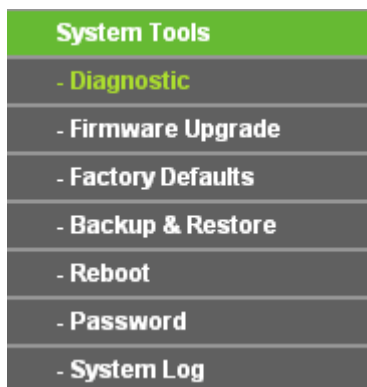 System Tools
- Diagnostic
- Firmware Upgrade
- Factory Defaults
- Backup & Restore
- Reboot
- Password
- System Log